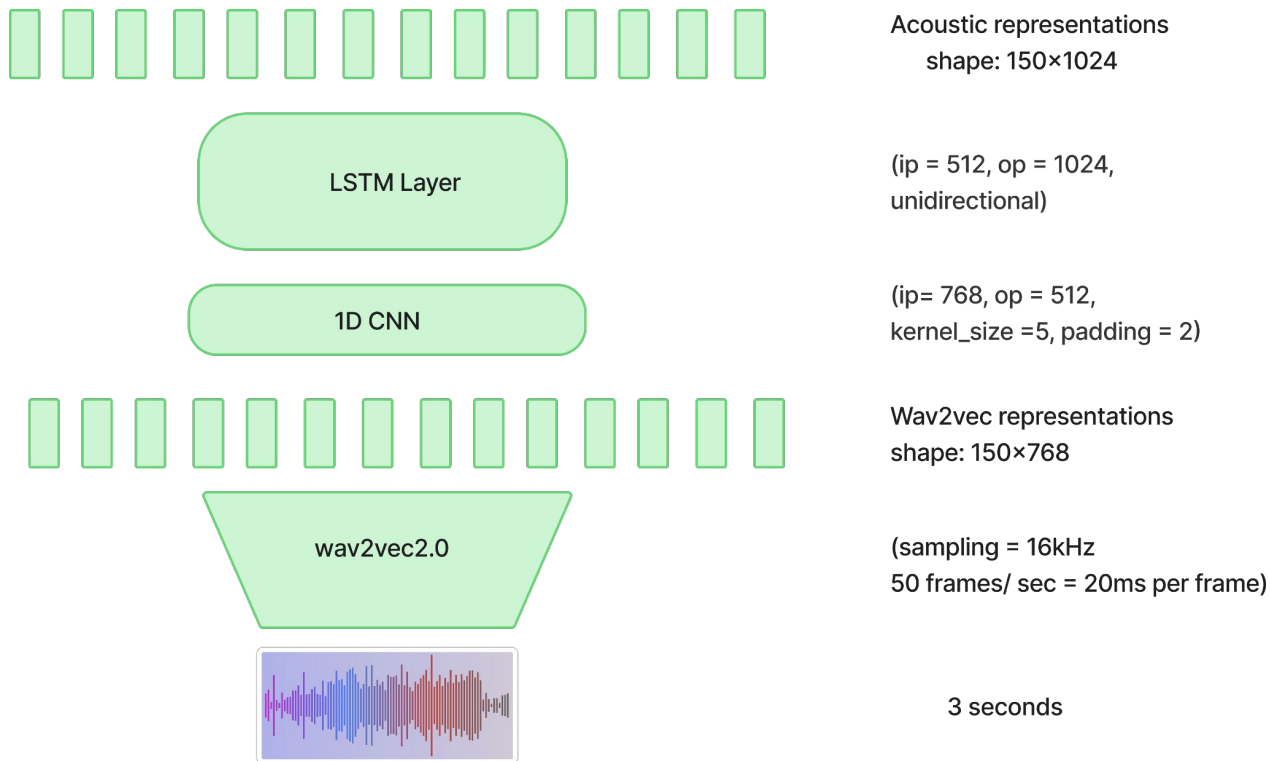 Acoustic representations
shape: 150×1024
LSTM Layer
(ip = 512, op = 1024,
unidirectional)
1D CNN
(ip= 768, op = 512,
kernel_size =5, padding = 2)
Wav2vec representations
shape: 150×768
wav2vec2.0
(sampling = 16kHz
50 frames/ sec = 20ms per frame)
3 seconds